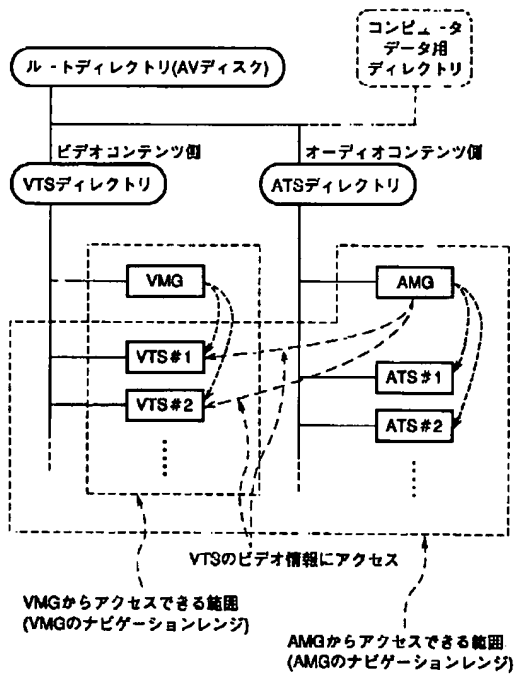 コンピュータ
データ用
ディレクトリ
ルートディレクトリ(AVディスク)
ビデオコンテンツ側
オーディオコンテンツ側
VTSディレクトリ
ATSディレクトリ
VMG
AMG
VTS#1
ATS#1
VTS#2
ATS#2
VTSのビデオ情報にアクセス
VMGからアクセスできる範囲
(VMGのナビゲーションレンジ)
AMGからアクセスできる範囲
(AMGのナビゲーションレンジ)